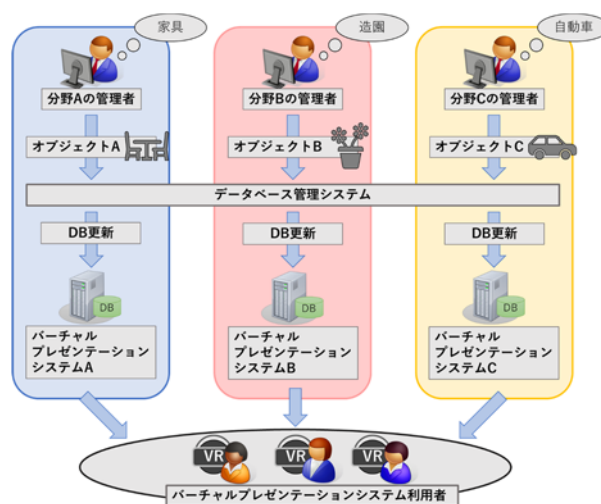 家具
造園
自動車
分野Aの管理者
分野Bの管理者
分野Cの管理者
オブジェクトA
オブジェクトB
オブジェクトC
データベース管理システム
DB更新
DB更新
DB更新
DB
DB
DB
バーチャル
プレゼンテーション
システムA
バーチャル
プレゼンテーション
システムB
バーチャル
プレゼンテーション
システムC
VR
VR
VR
バーチャルプレゼンテーションシステム利用者